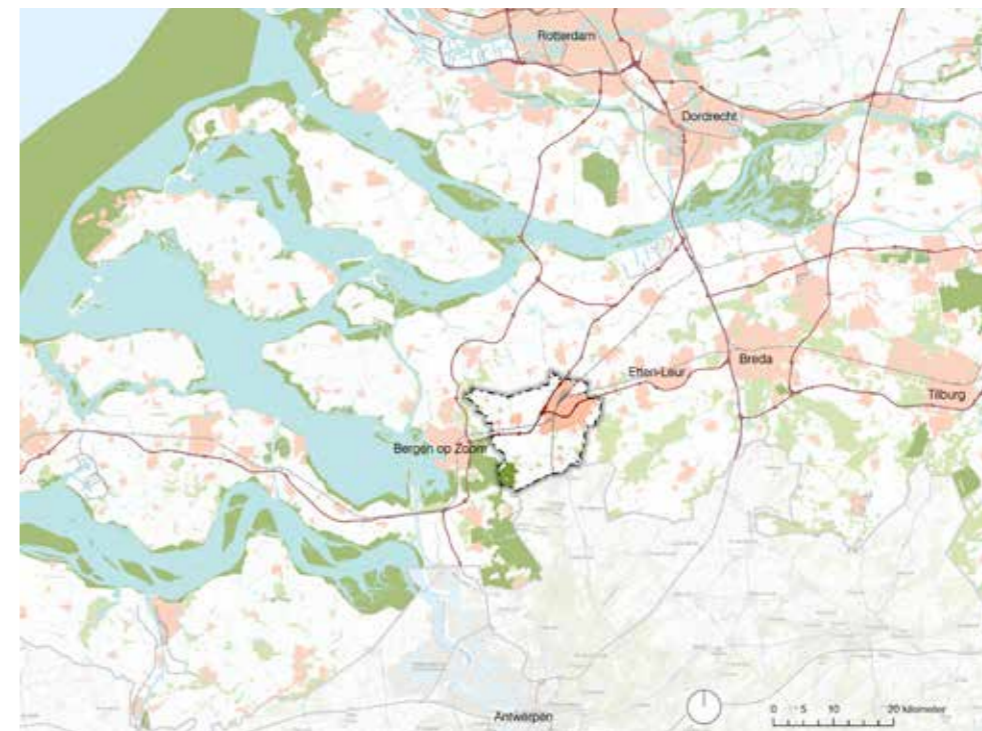 Rotterdam
Dordrecht
Breda
Etten-Leur
Tilburg
Bergen op Zoom
Antwerpen
0 5 10 20 kilometer